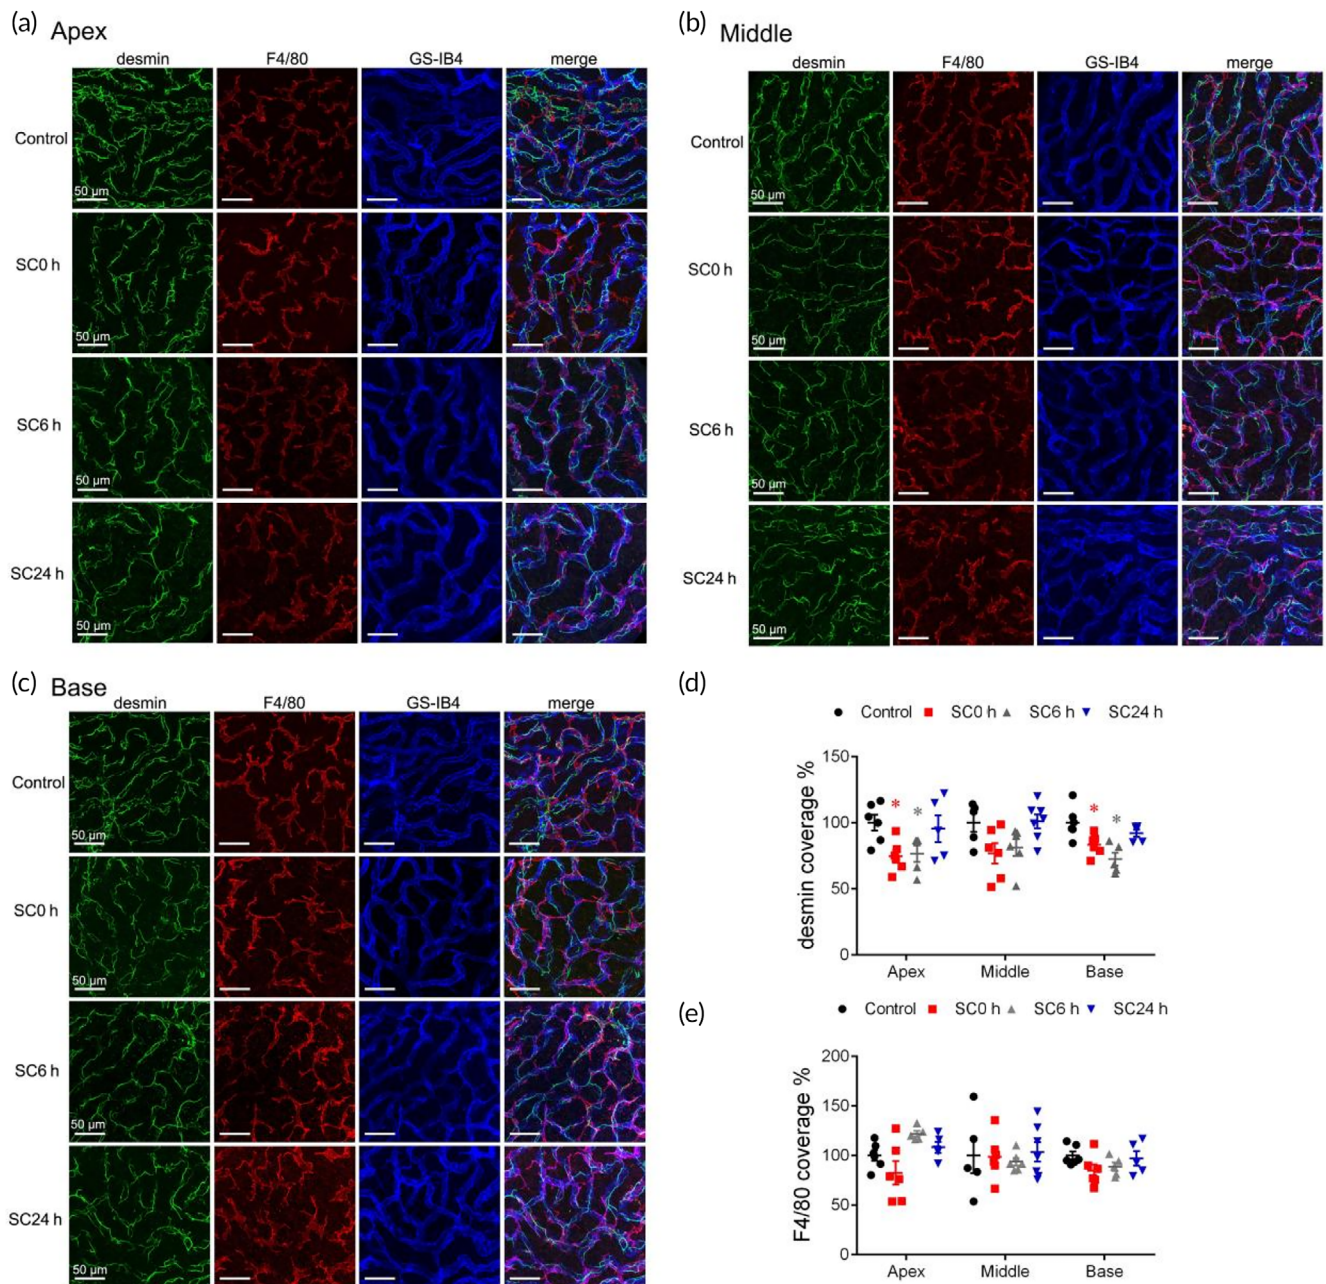 (a) Apex
desmin F4/80 GS-IB4 merge
Control
50 µm
SC0 h
50 µm
SC6 h
50 µm
SC24 h
50 µm
(b) Middle
desmin F4/80 GS-IB4 merge
Control
50 µm
SC0 h
50 µm
SC6 h
50 µm
SC24 h
50 µm
(c) Base
desmin F4/80 GS-IB4 merge
Control
50 µm
SC0 h
50 µm
SC6 h
50 µm
SC24 h
50 µm
(d)
Control SC0 h SC6 h SC24 h
desmin coverage %
150
100
50
0
* * * *
Apex Middle Base
(e)
Control SC0 h SC6 h SC24 h
F4/80 coverage %
200
150
100
50
0
Apex Middle Base